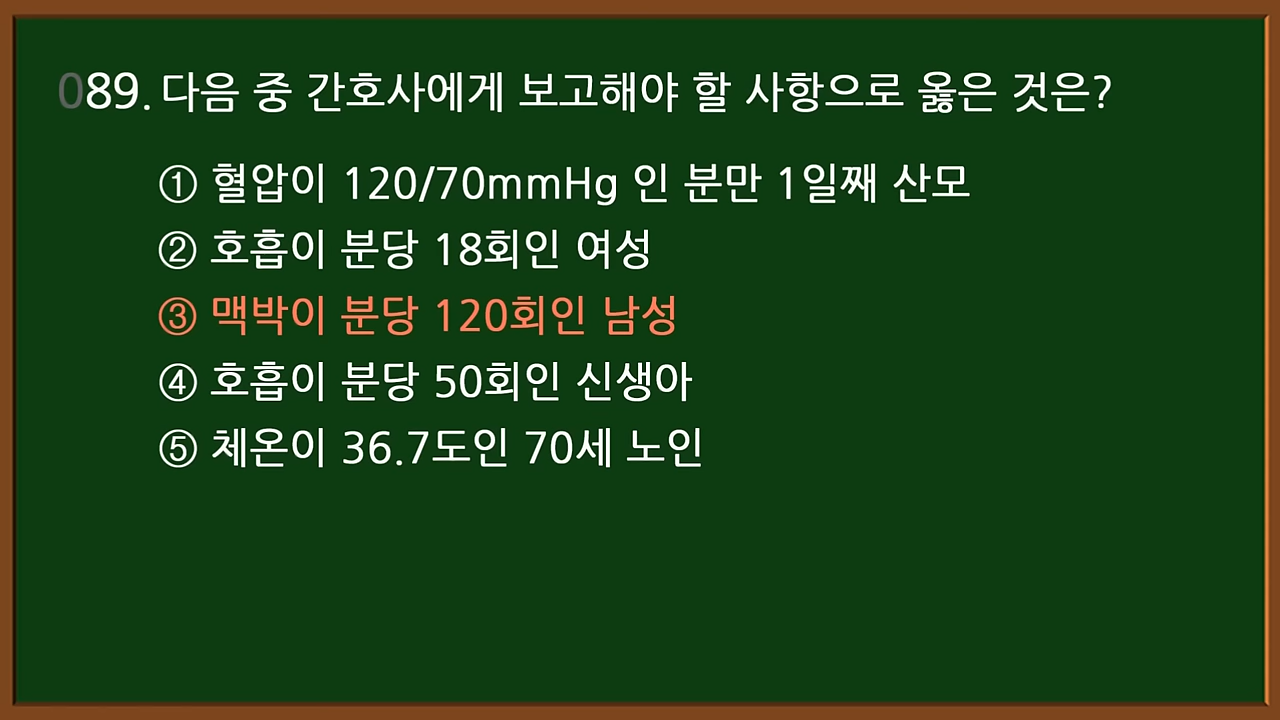 089. 다음 중 간호사에게 보고해야 할 사항으로 옳은 것은?
① 혈압이 120/70mmHg 인 분만 1일째 산모
② 호흡이 분당 18회인 여성
③ 맥박이 분당 120회인 남성
④ 호흡이 분당 50회인 신생아
⑤ 체온이 36.7도인 70세 노인